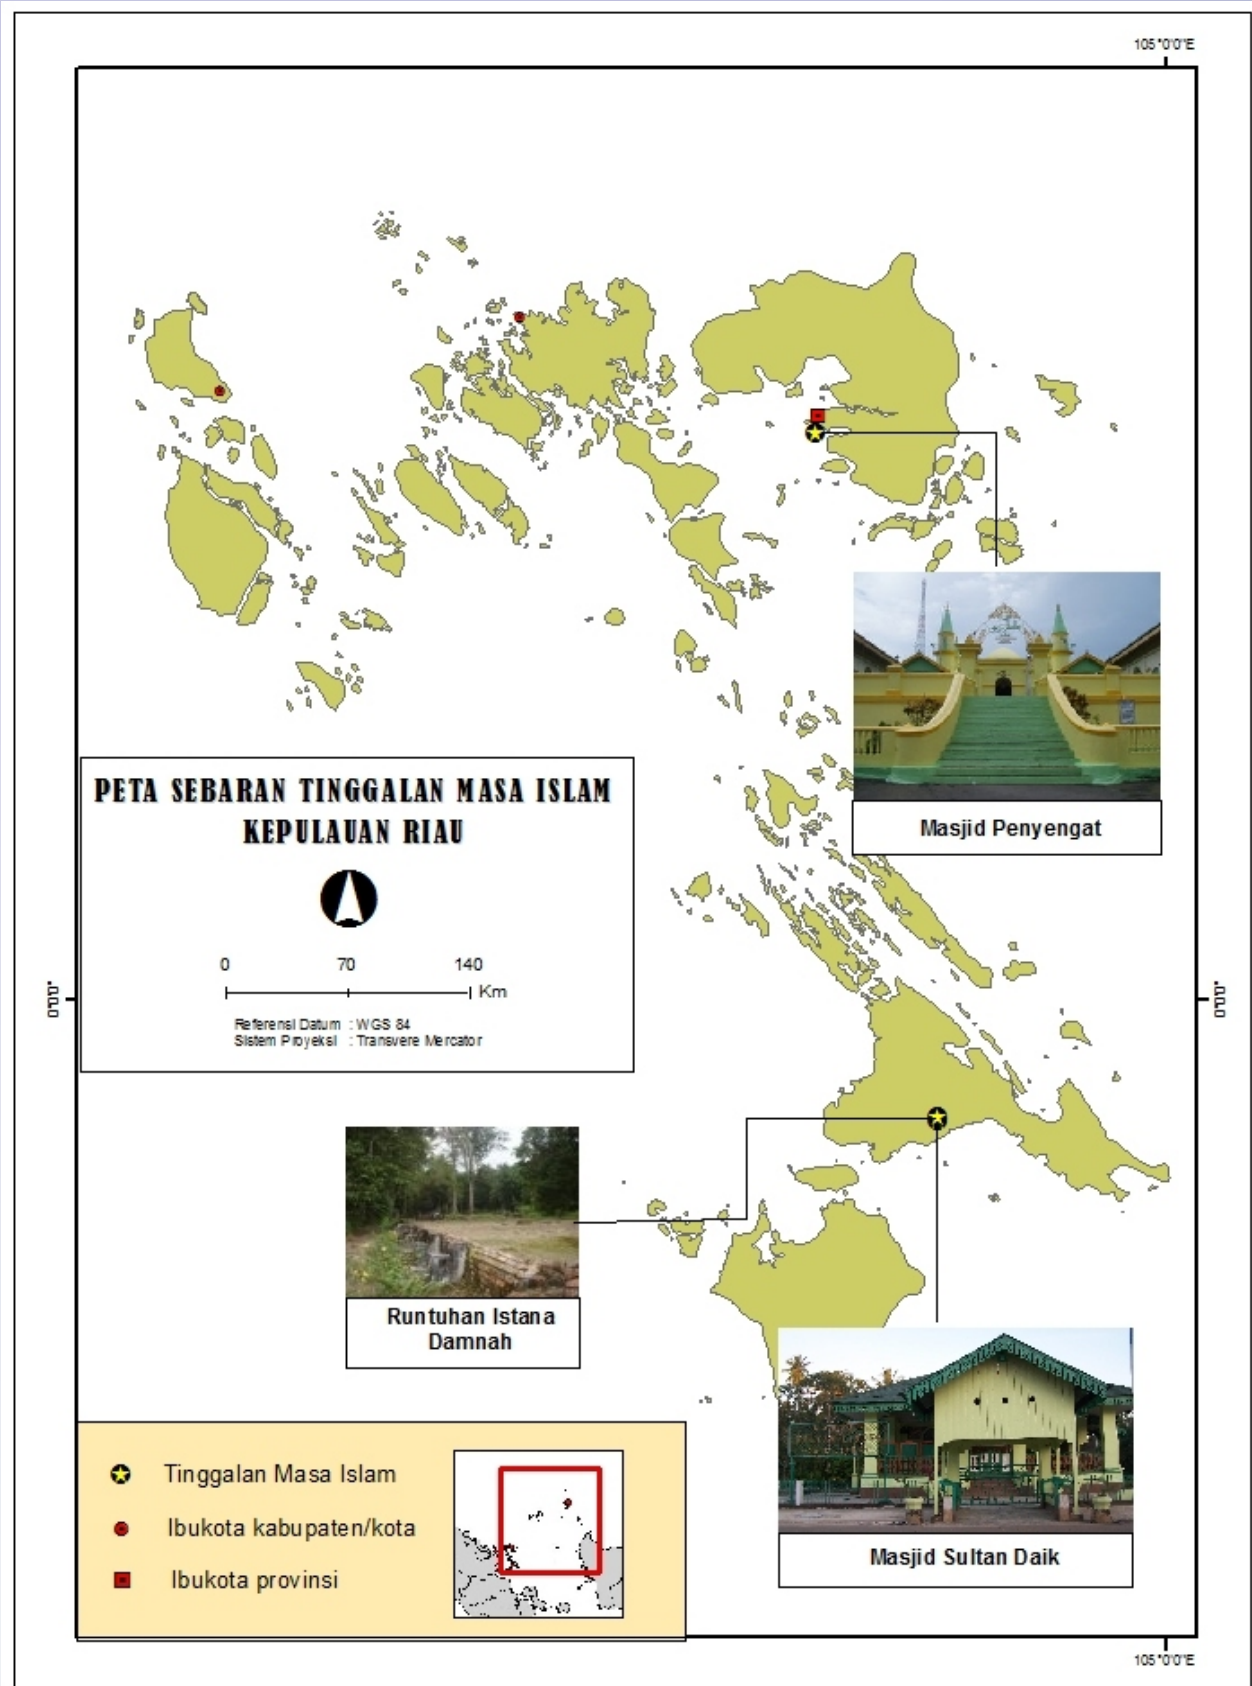 105°0'0"E
PETA SEBARAN TINGGALAN MASA ISLAM
KEPULAUAN RIAU
0 70 140
Km
Referensi Datum : WGS 84
Sistem Proyeksi : Transvere Mercator
0°0'0"
0°0'0"
Masjid Penyengat
Runtuhan Istana
Damnah
Masjid Sultan Daik
Tinggalan Masa Islam
Ibukota kabupaten/kota
Ibukota provinsi
105°0'0"E